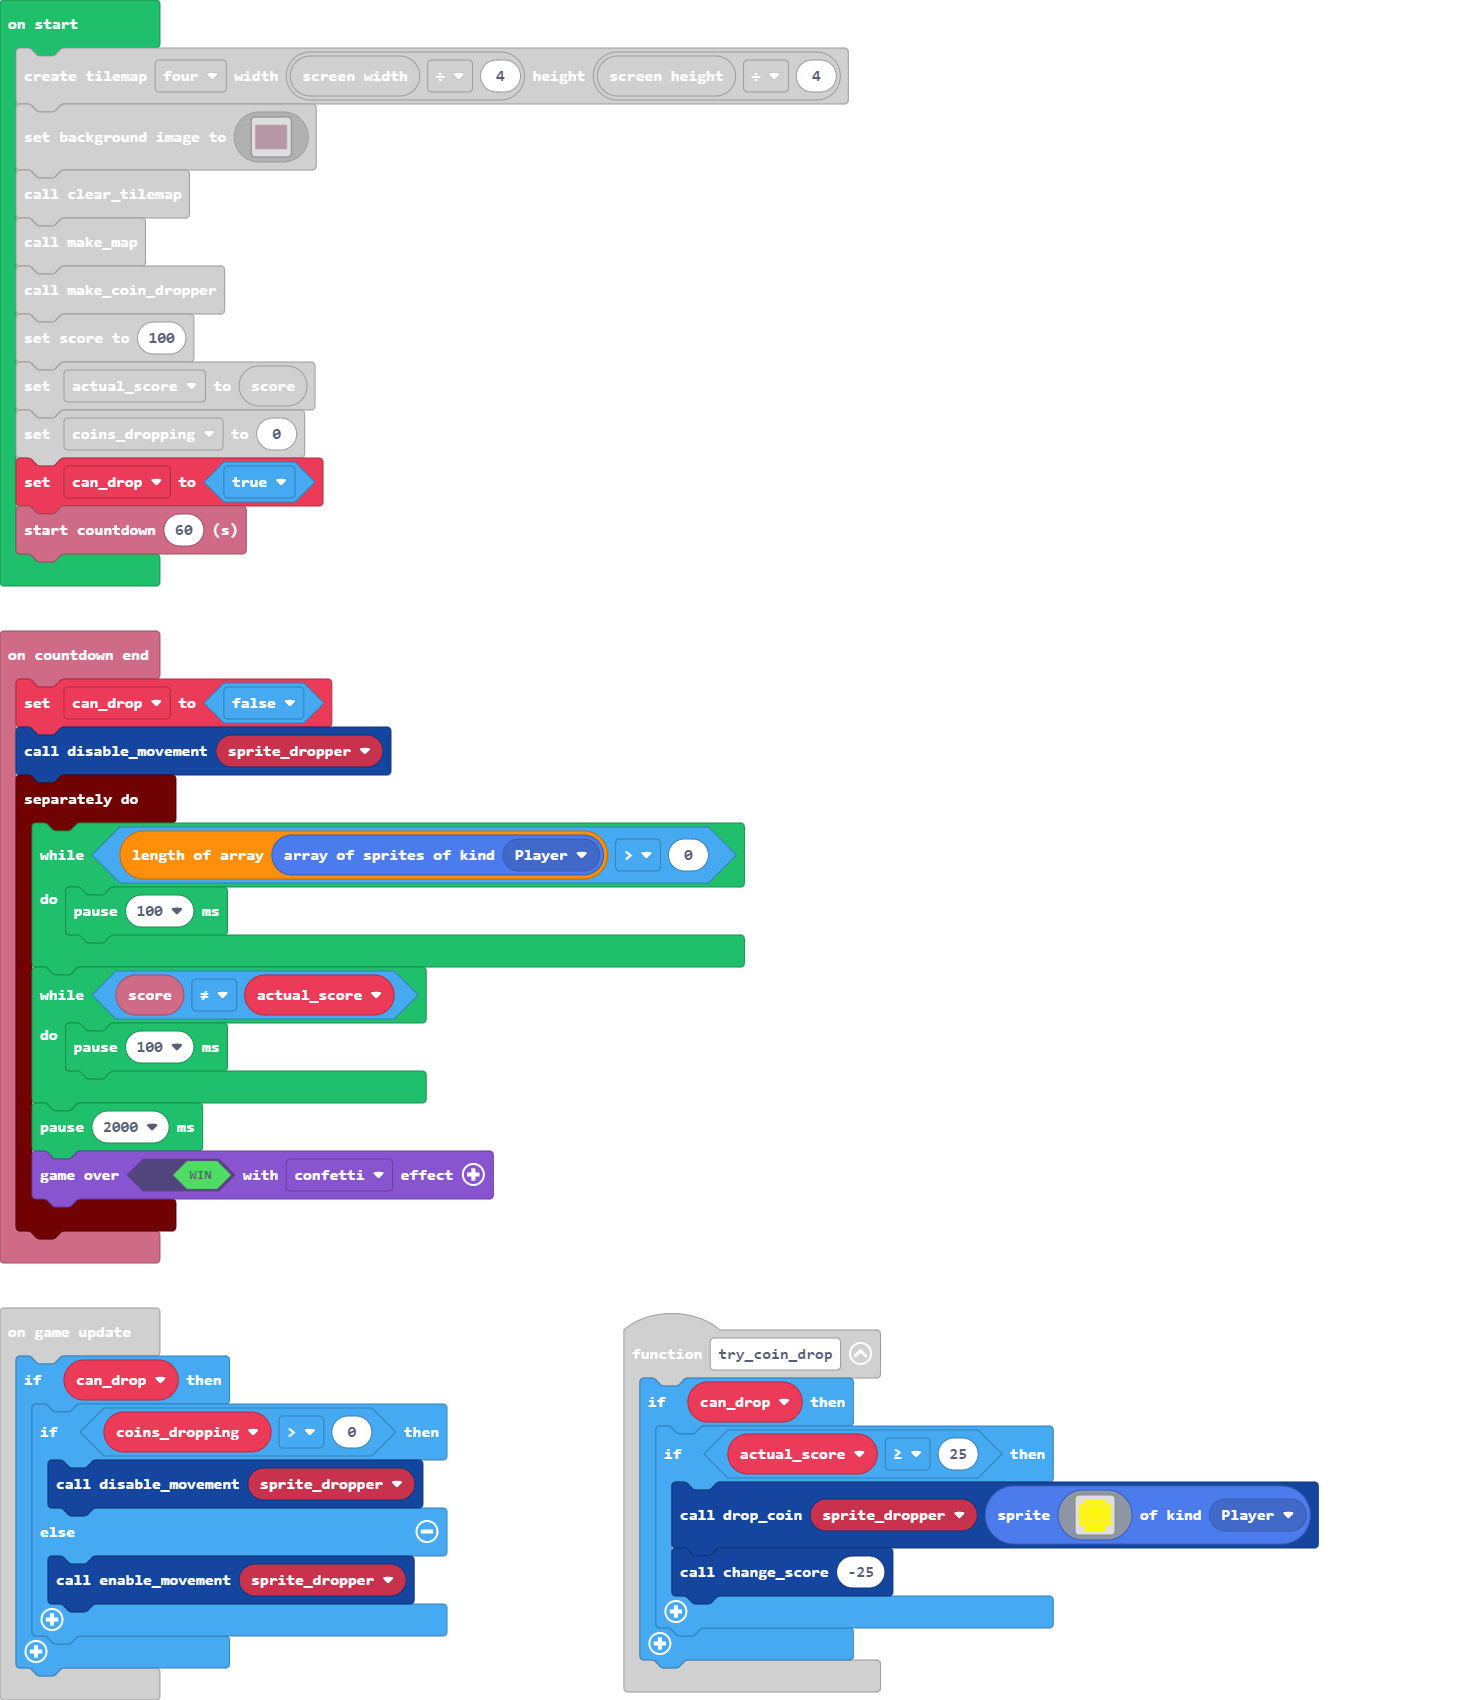 on start
create tilemap four width screen width ÷ 4 height screen height ÷ 4
set background image to
call clear_tilemap
call make_map
call make_coin_dropper
set score to 100
set actual_score to score
set coins_dropping to 0
set can_drop to true
start countdown 60 (s)
on countdown end
set can_drop to false
call disable_movement sprite_dropper
separately do
while length of array array of sprites of kind Player > 0
do pause 100 ms
while score ≠ actual_score
do pause 100 ms
pause 2000 ms
game over WIN with confetti effect
on game update
if can_drop then
if coins_dropping > 0 then
call disable_movement sprite_dropper
else
call enable_movement sprite_dropper
function try_coin_drop
if can_drop then
if actual_score ≥ 25 then
call drop_coin sprite_dropper sprite of kind Player
call change_score -25